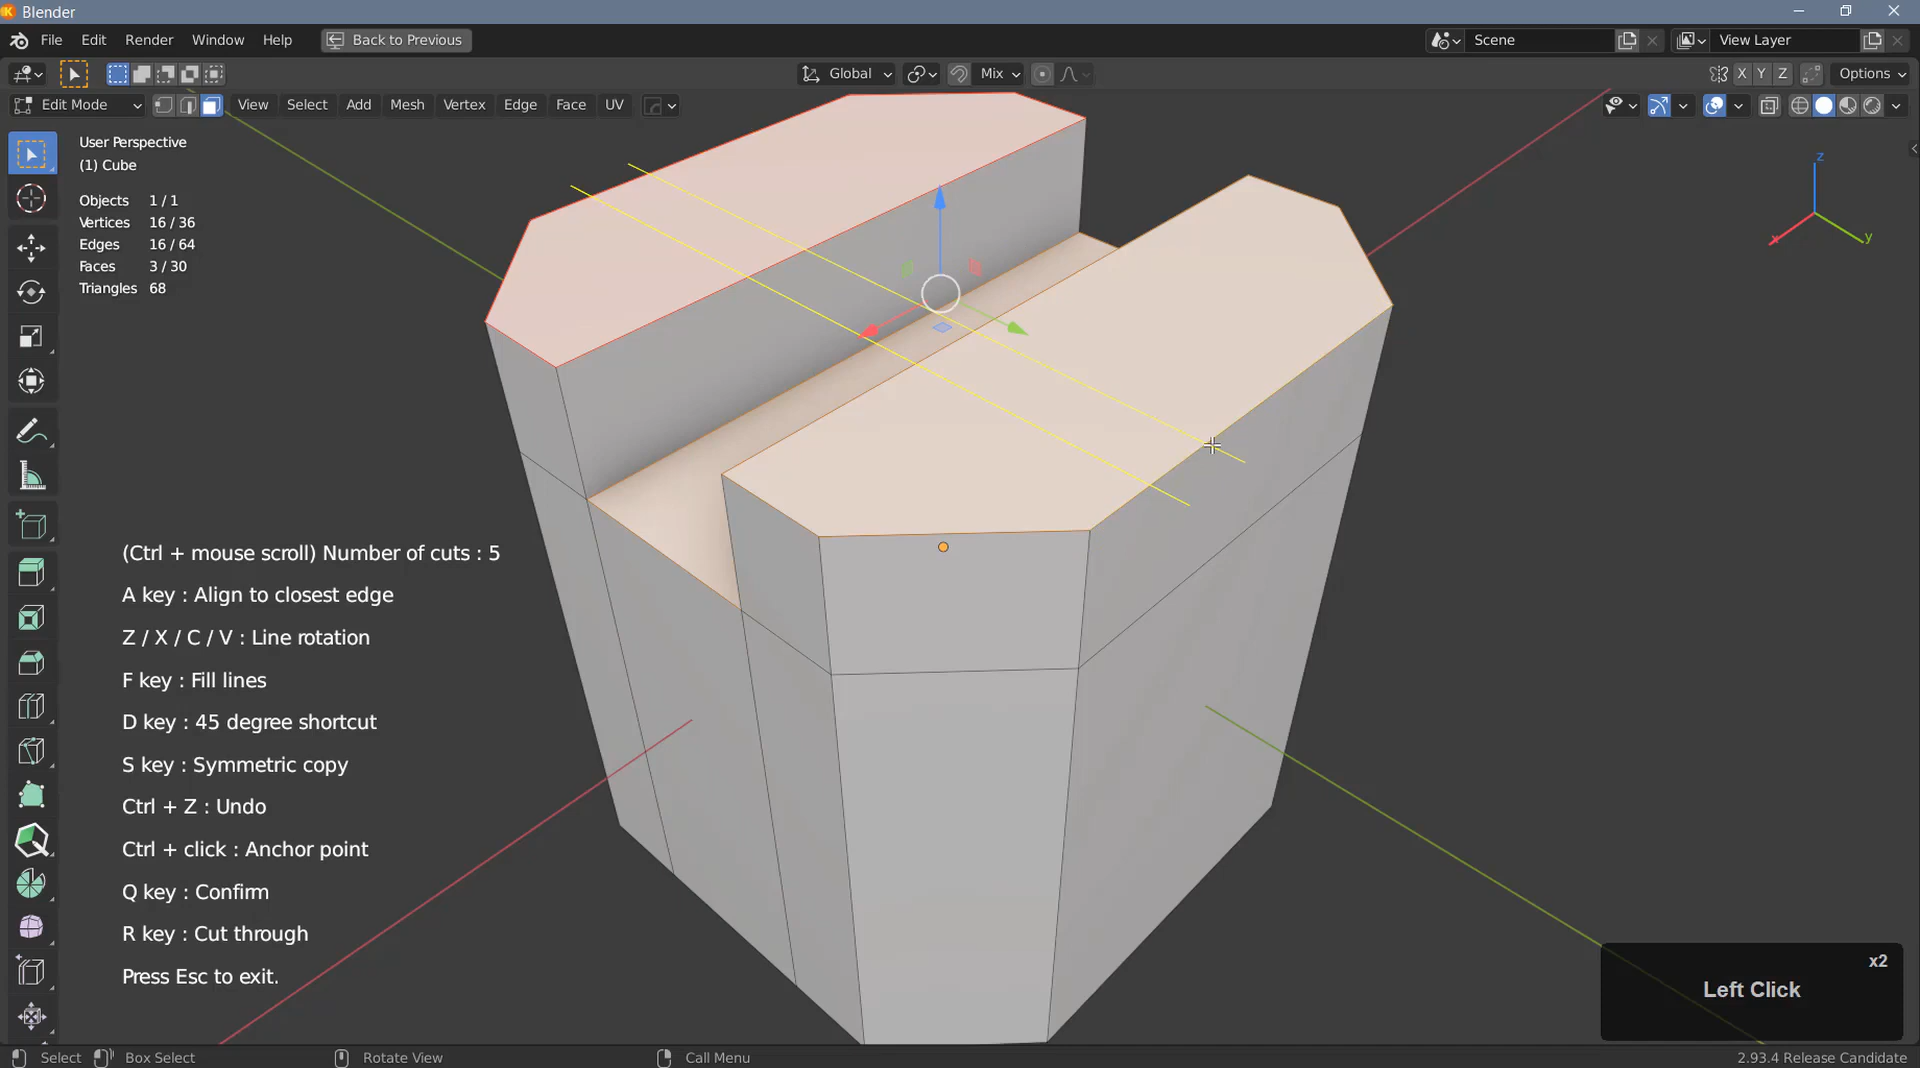 Blender
File Edit Render Window Help Back to Previous Scene View Layer
Global Mix X Y Z Options
Edit Mode View Select Add Mesh Vertex Edge Face UV
User Perspective
(1) Cube
Objects 1 / 1
Vertices 16 / 36
Edges 16 / 64
Faces 3 / 30
Triangles 68
z
x
y
(Ctrl + mouse scroll) Number of cuts : 5
A key : Align to closest edge
Z / X / C / V : Line rotation
F key : Fill lines
D key : 45 degree shortcut
S key : Symmetric copy
Ctrl + Z : Undo
Ctrl + click : Anchor point
Q key : Confirm
R key : Cut through
Press Esc to exit.
x2
Left Click
Select Box Select Rotate View Call Menu 2.93.4 Release Candidate